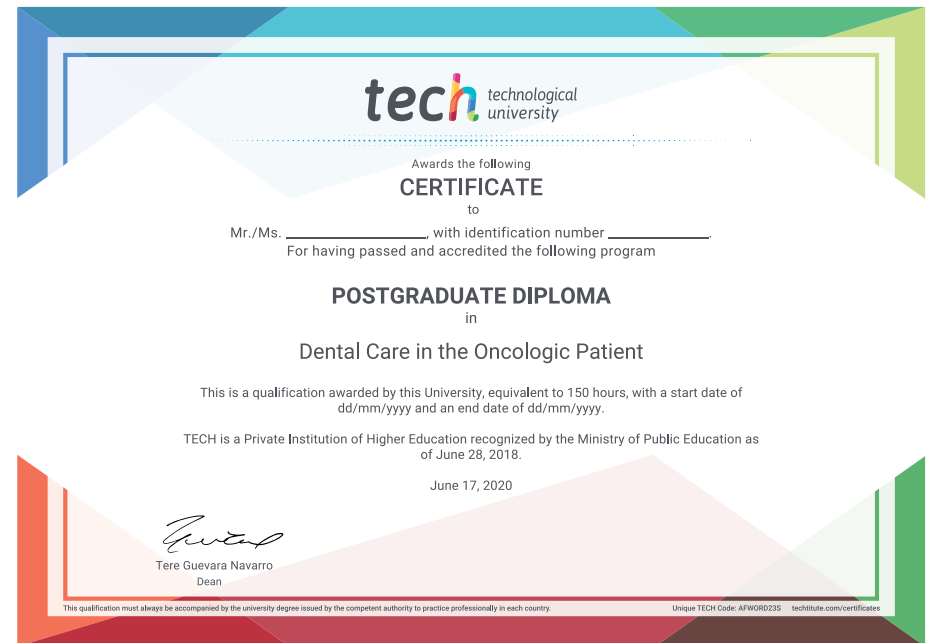 tech technological
university
Awards the following
CERTIFICATE
to
Mr./Ms. ____________________, with identification number ______________.
For having passed and accredited the following program
POSTGRADUATE DIPLOMA
in
Dental Care in the Oncologic Patient
This is a qualification awarded by this University, equivalent to 150 hours, with a start date of
dd/mm/yyyy and an end date of dd/mm/yyyy.
TECH is a Private Institution of Higher Education recognized by the Ministry of Public Education as
of June 28, 2018.
June 17, 2020
Tere Guevara Navarro
Dean
This qualification must always be accompanied by the university degree issued by the competent authority to practice professionally in each country.
Unique TECH Code: AFWORD23S techtitute.com/certificates